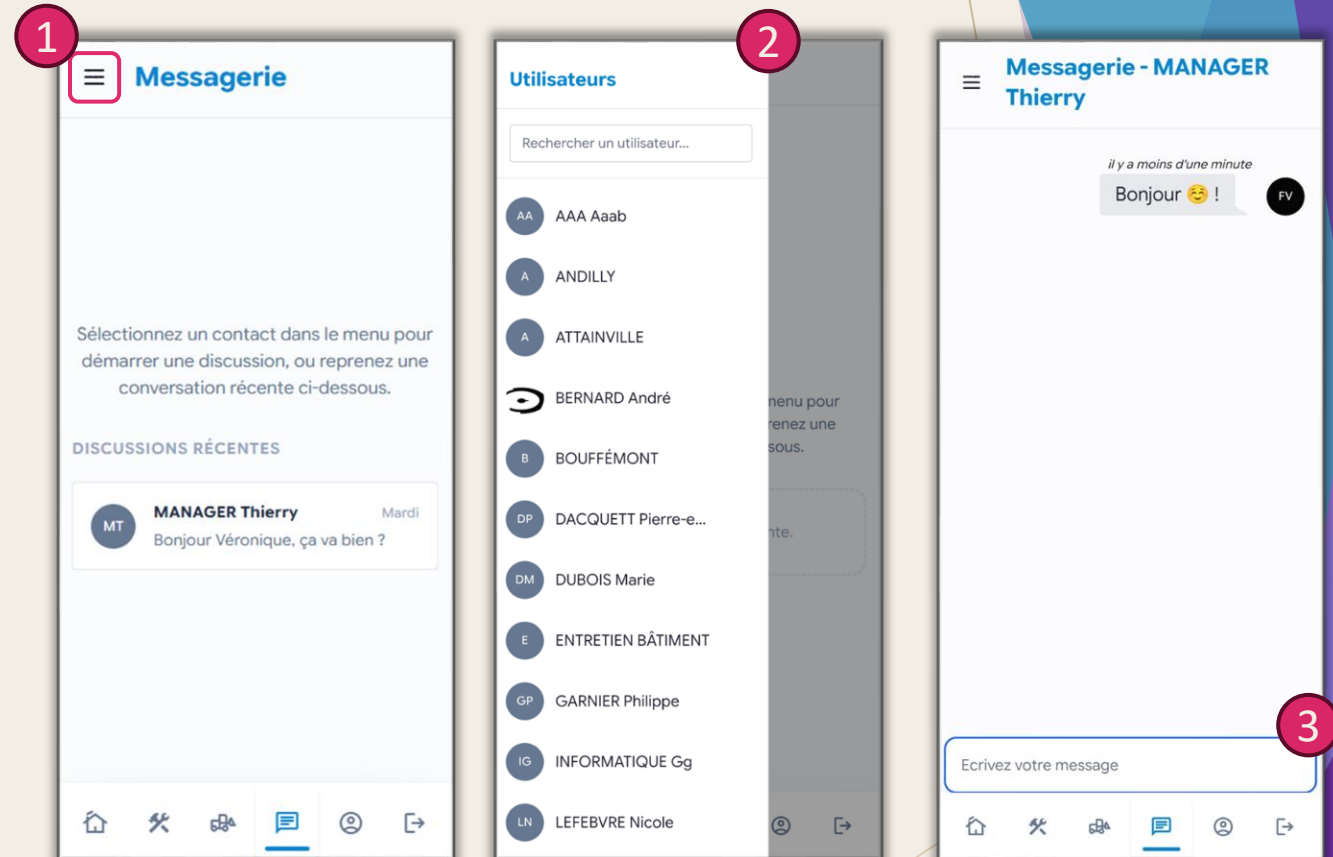 1
Messagerie
Sélectionnez un contact dans le menu pour
démarrer une discussion, ou reprenez une
conversation récente ci-dessous.
DISCUSSIONS RÉCENTES
MT
MANAGER Thierry
Mardi
Bonjour Véronique, ça va bien ?
2
Utilisateurs
Rechercher un utilisateur...
AA
AAA Aaab
A
ANDILLY
A
ATTAINVILLE
BERNARD André
B
BOUFFÉMONT
DP
DACQUETT Pierre-e...
DM
DUBOIS Marie
E
ENTRETIEN BÂTIMENT
GP
GARNIER Philippe
IG
INFORMATIQUE Gg
LN
LEFEBVRE Nicole
menu pour
renez une
sous.
nte.
Messagerie - MANAGER
Thierry
il y a moins d'une minute
Bonjour ☺️ !
FV
3
Ecrivez votre message